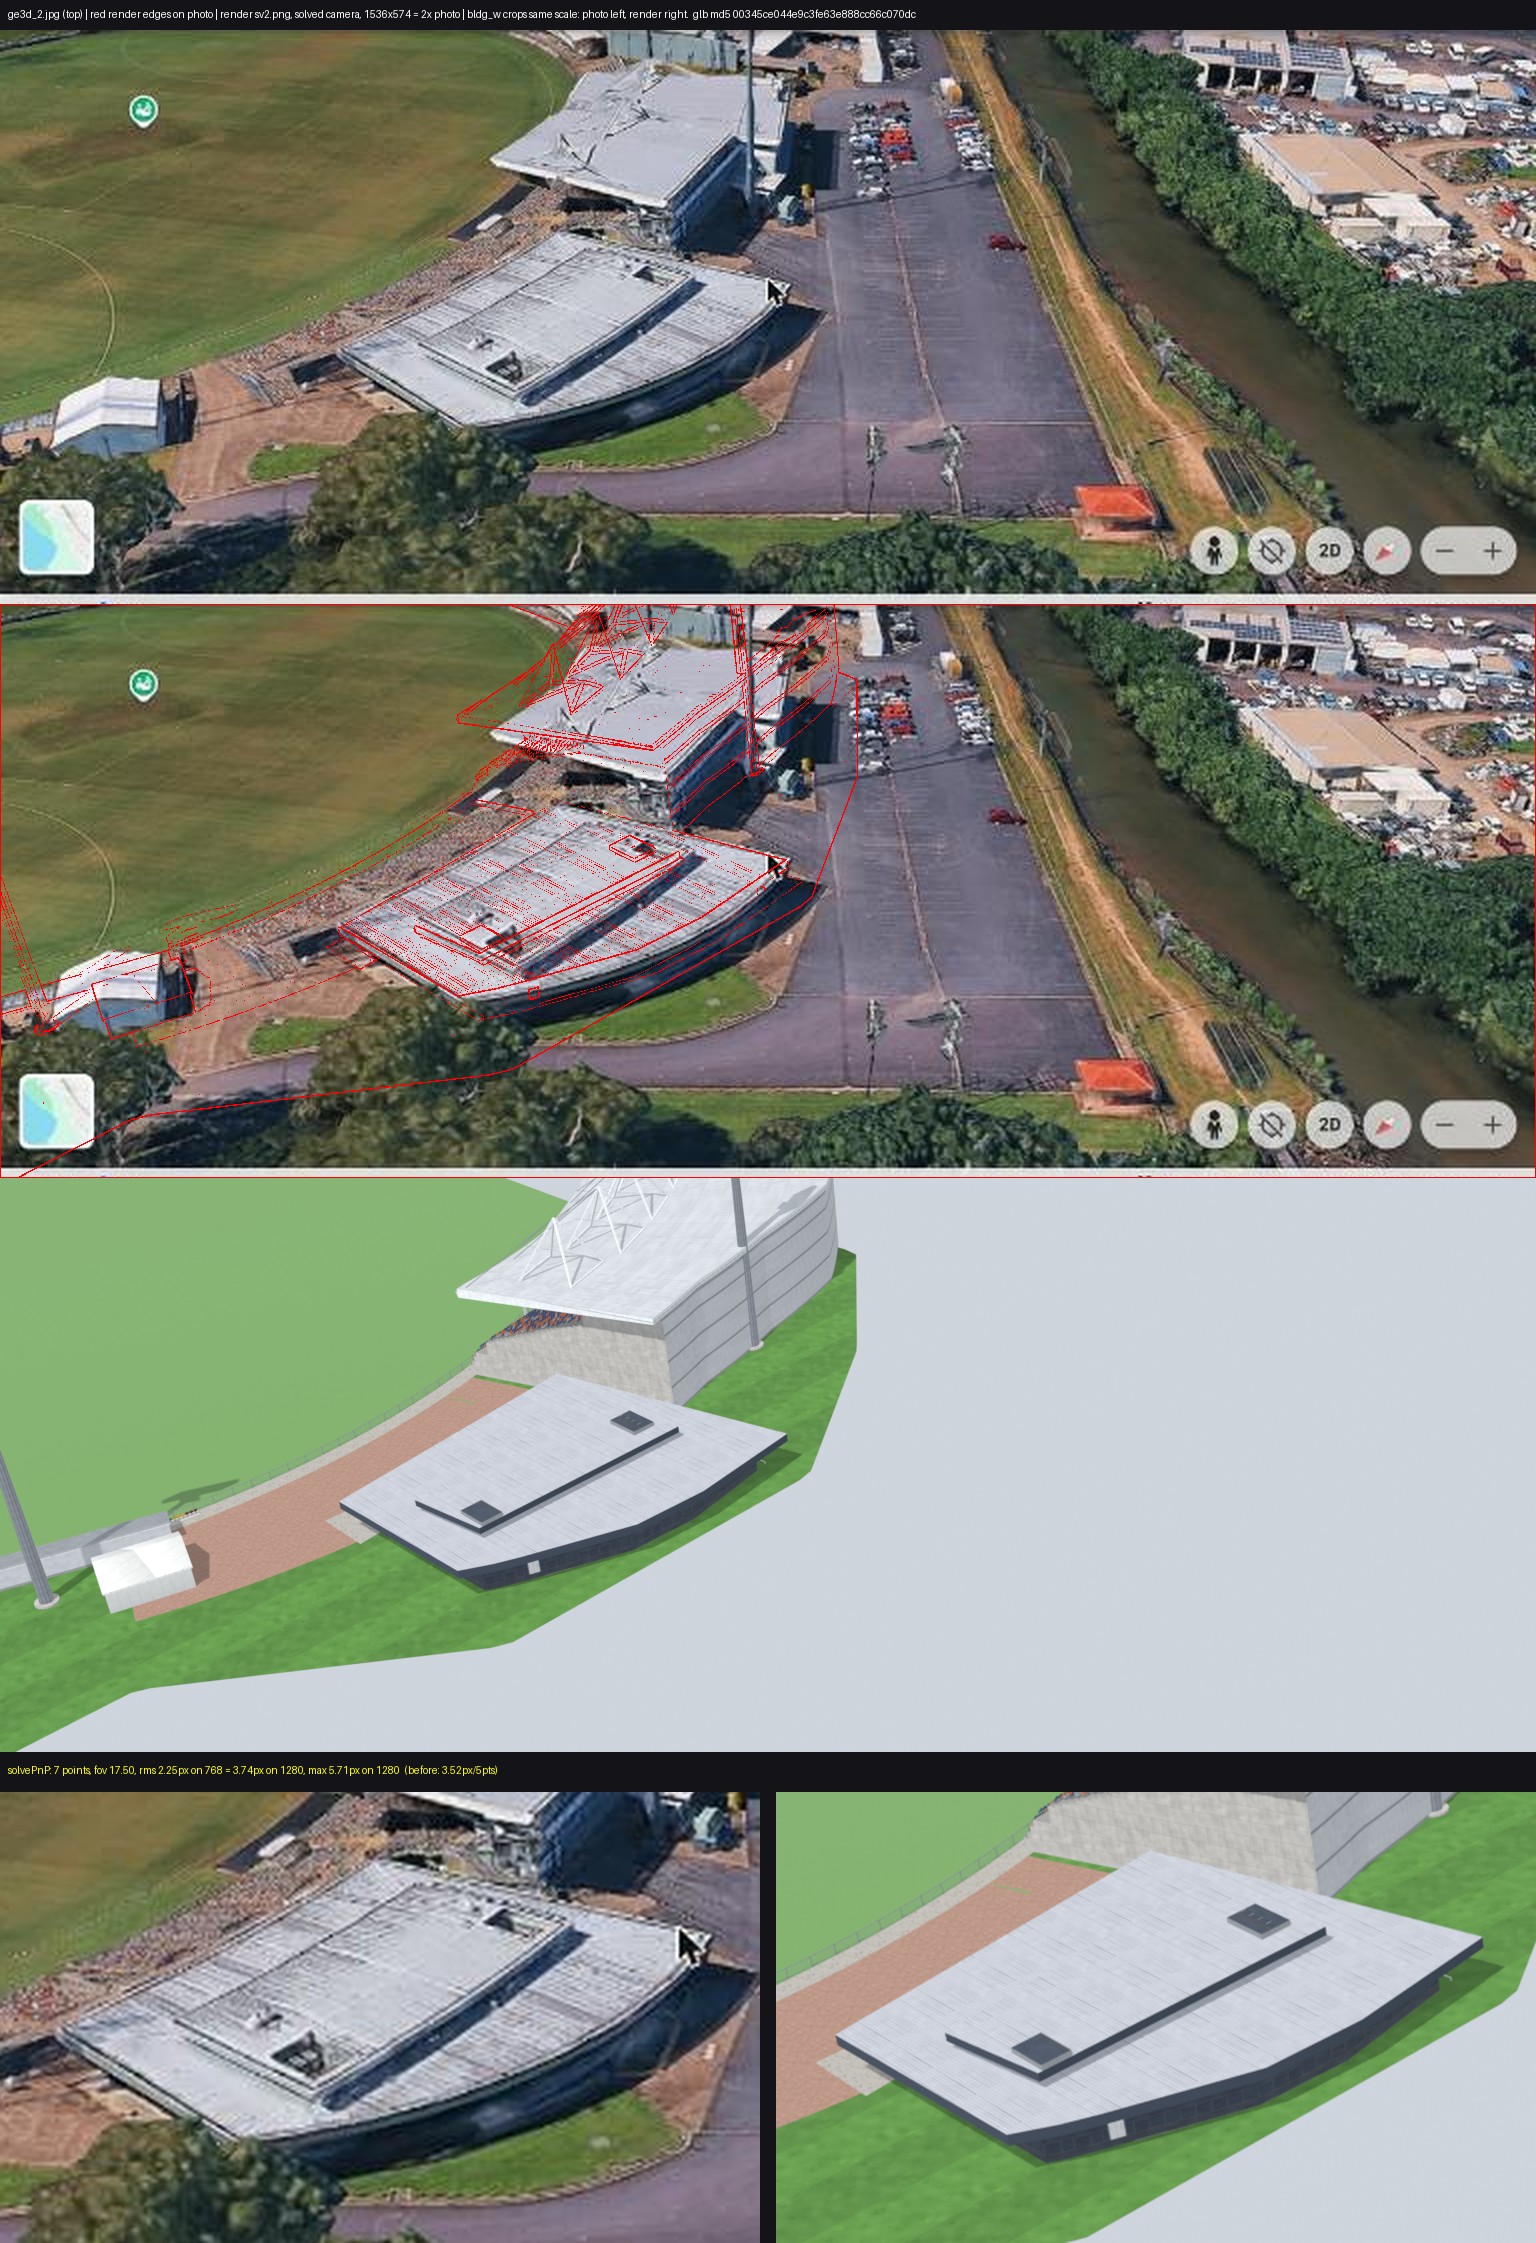 ge3d_2.jpg (top) | red render edges on photo | render sv2.png, solved camera, 1536x574 = 2x photo | bldg_w crops same scale: photo left, render right. glb md5 00345ce044e9c3fe63e888cc66c070dc
2D
2D
solvePnP: 7 points, fov 17.50, rms 2.25px on 768 = 3.74px on 1280, max 5.71px on 1280 (before: 3.52px/5pts)